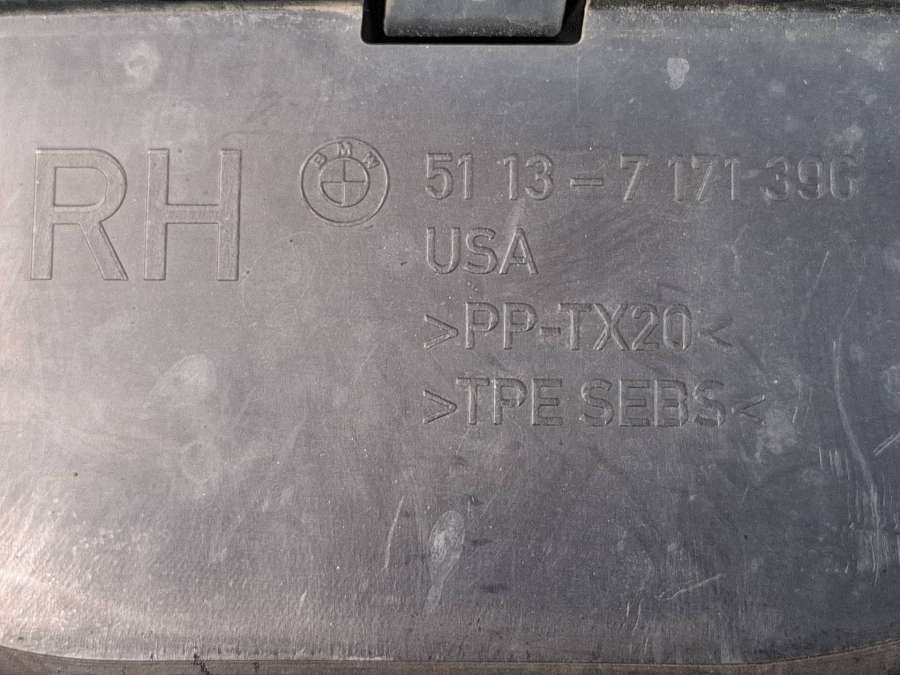 RH BMW 51 13 – 7 171 396
USA
>PP-TX20<
>TPE SEBS<